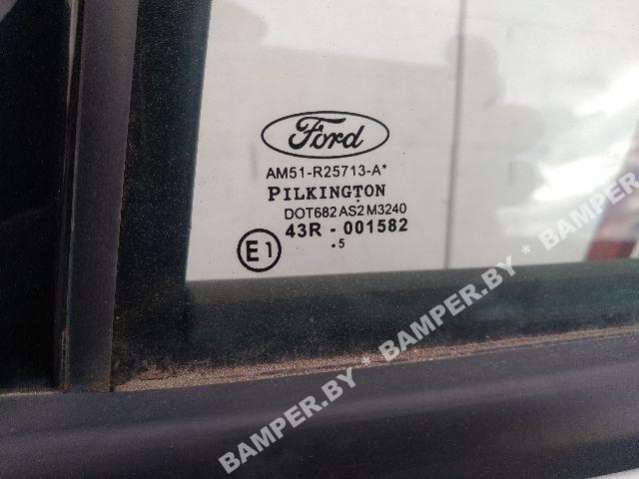 Ford
AM51-R25713-A*
PILKINGTON
DOT682 AS2 M3240
43R - 001582
E1
.5
BAMPER.BY * BAMPER.BY * BAMPER.BY